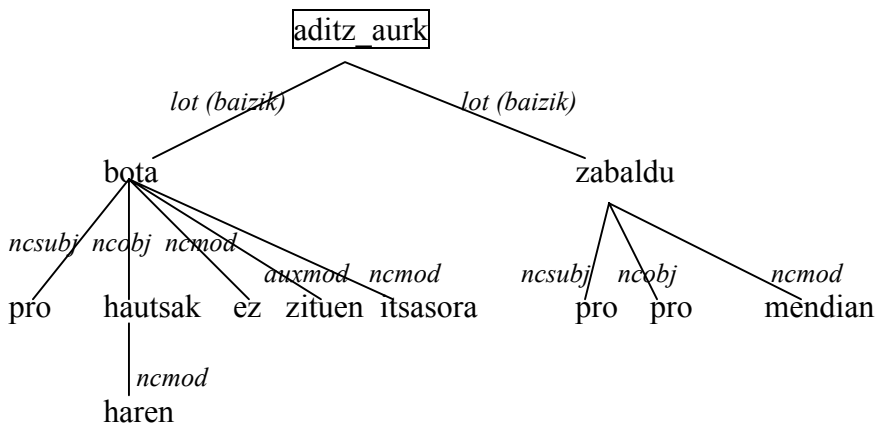 aditz_aurk
lot (baizik) lot (baizik)
bota zabaldu
ncsubj ncobj ncmod
auxmod ncmod ncsubj ncobj ncmod
pro hautsak ez zituen itsasora pro pro mendian
ncmod
haren